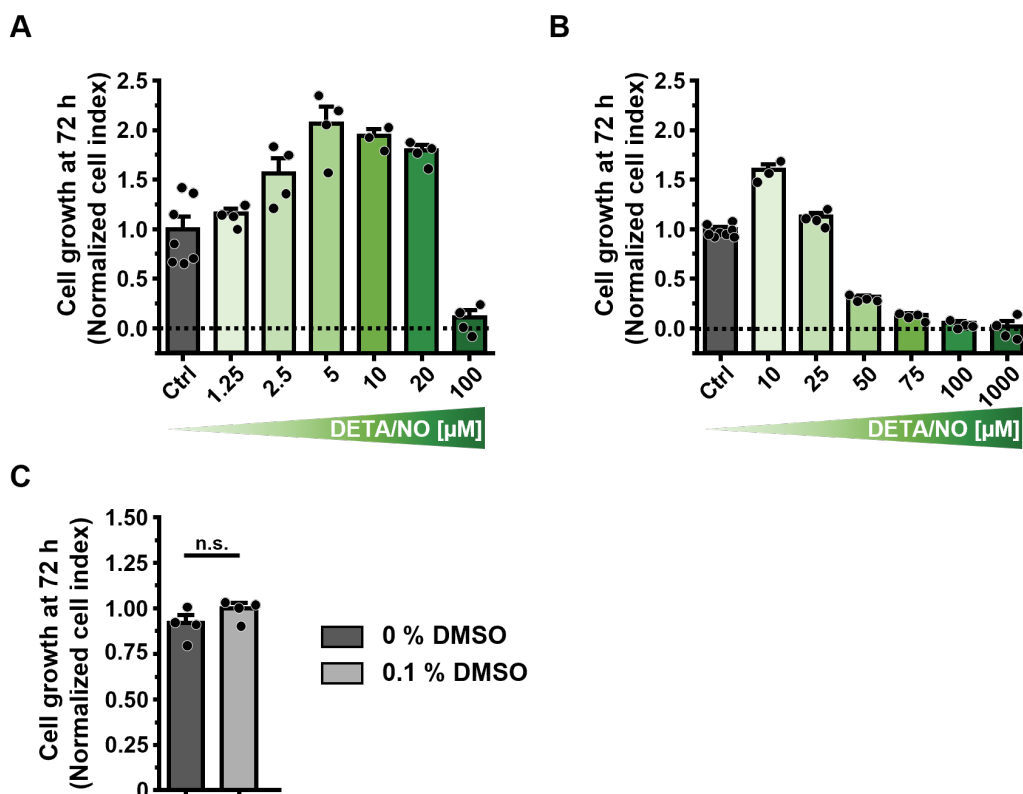 A
Cell growth at 72 h
(Normalized cell index)
2.5
2.0
1.5
1.0
0.5
0.0
Ctrl
1.25
2.5
5
10
20
100
DETA/NO [µM]
B
Cell growth at 72 h
(Normalized cell index)
2.5
2.0
1.5
1.0
0.5
0.0
Ctrl
10
25
50
75
100
1000
DETA/NO [µM]
C
Cell growth at 72 h
(Normalized cell index)
1.50
1.25
1.00
0.75
0.50
0.25
0
n.s.
0 % DMSO
0.1 % DMSO